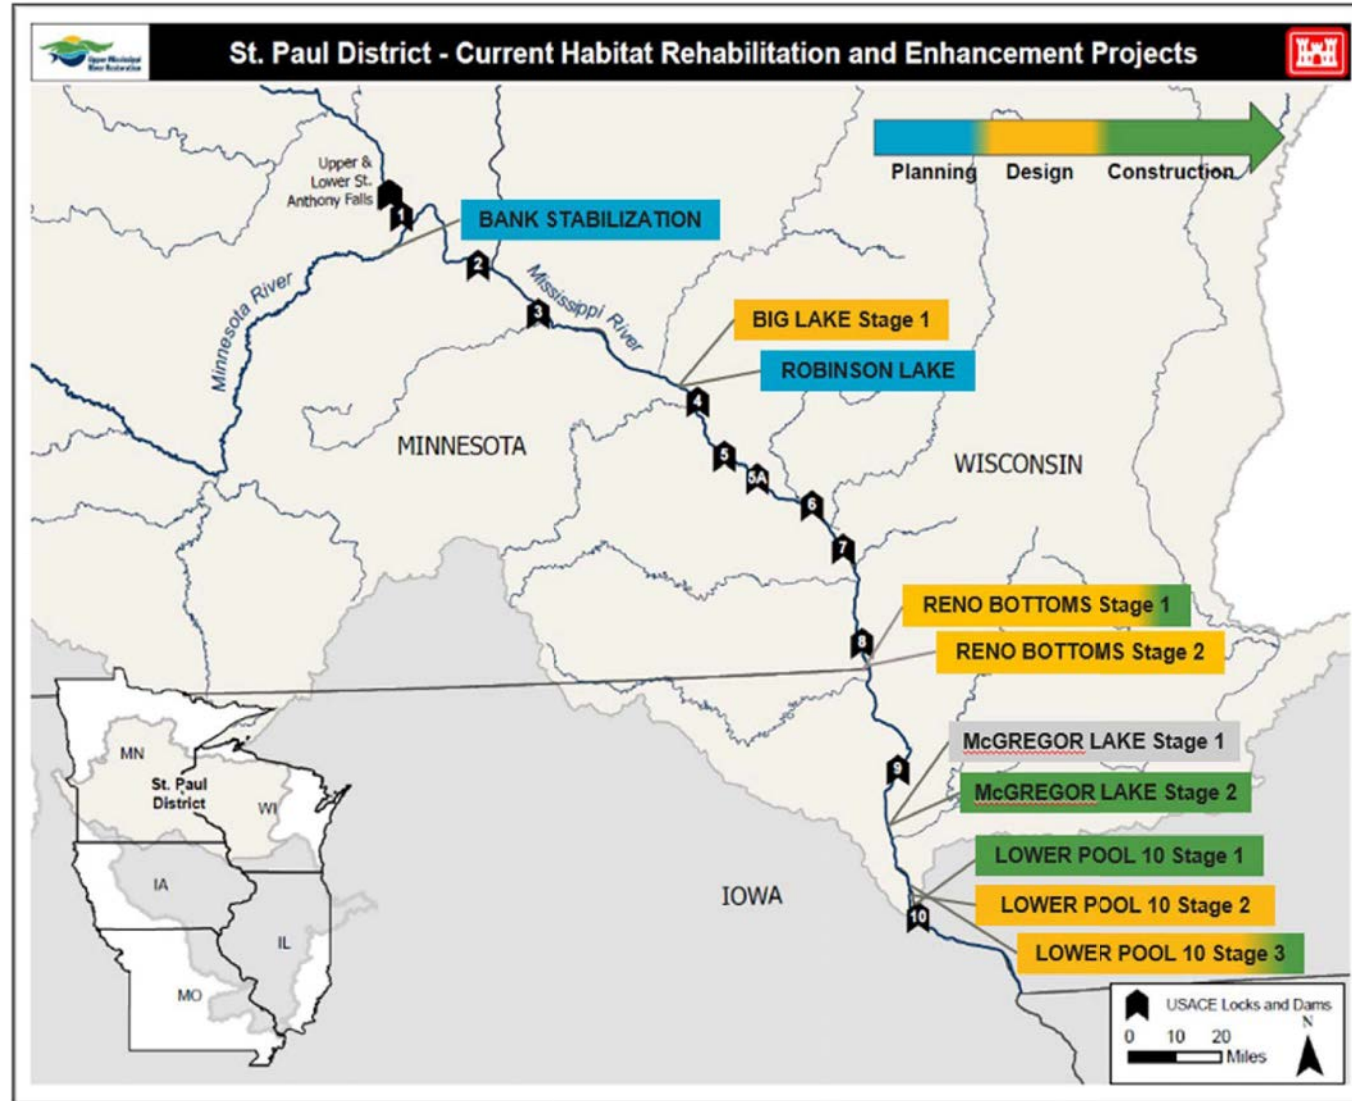 Upper Mississippi
River Restoration
St. Paul District - Current Habitat Rehabilitation and Enhancement Projects
Planning
Design
Construction
Upper &
Lower St.
Anthony Falls
1
BANK STABILIZATION
2
Minnesota River
Mississippi River
3
BIG LAKE Stage 1
ROBINSON LAKE
4
MINNESOTA
5
WISCONSIN
5A
6
7
RENO BOTTOMS Stage 1
8
RENO BOTTOMS Stage 2
McGREGOR LAKE Stage 1
9
McGREGOR LAKE Stage 2
LOWER POOL 10 Stage 1
IOWA
LOWER POOL 10 Stage 2
10
LOWER POOL 10 Stage 3
MN
St. Paul
District
WI
IA
IL
MO
USACE Locks and Dams
N
0 10 20
Miles